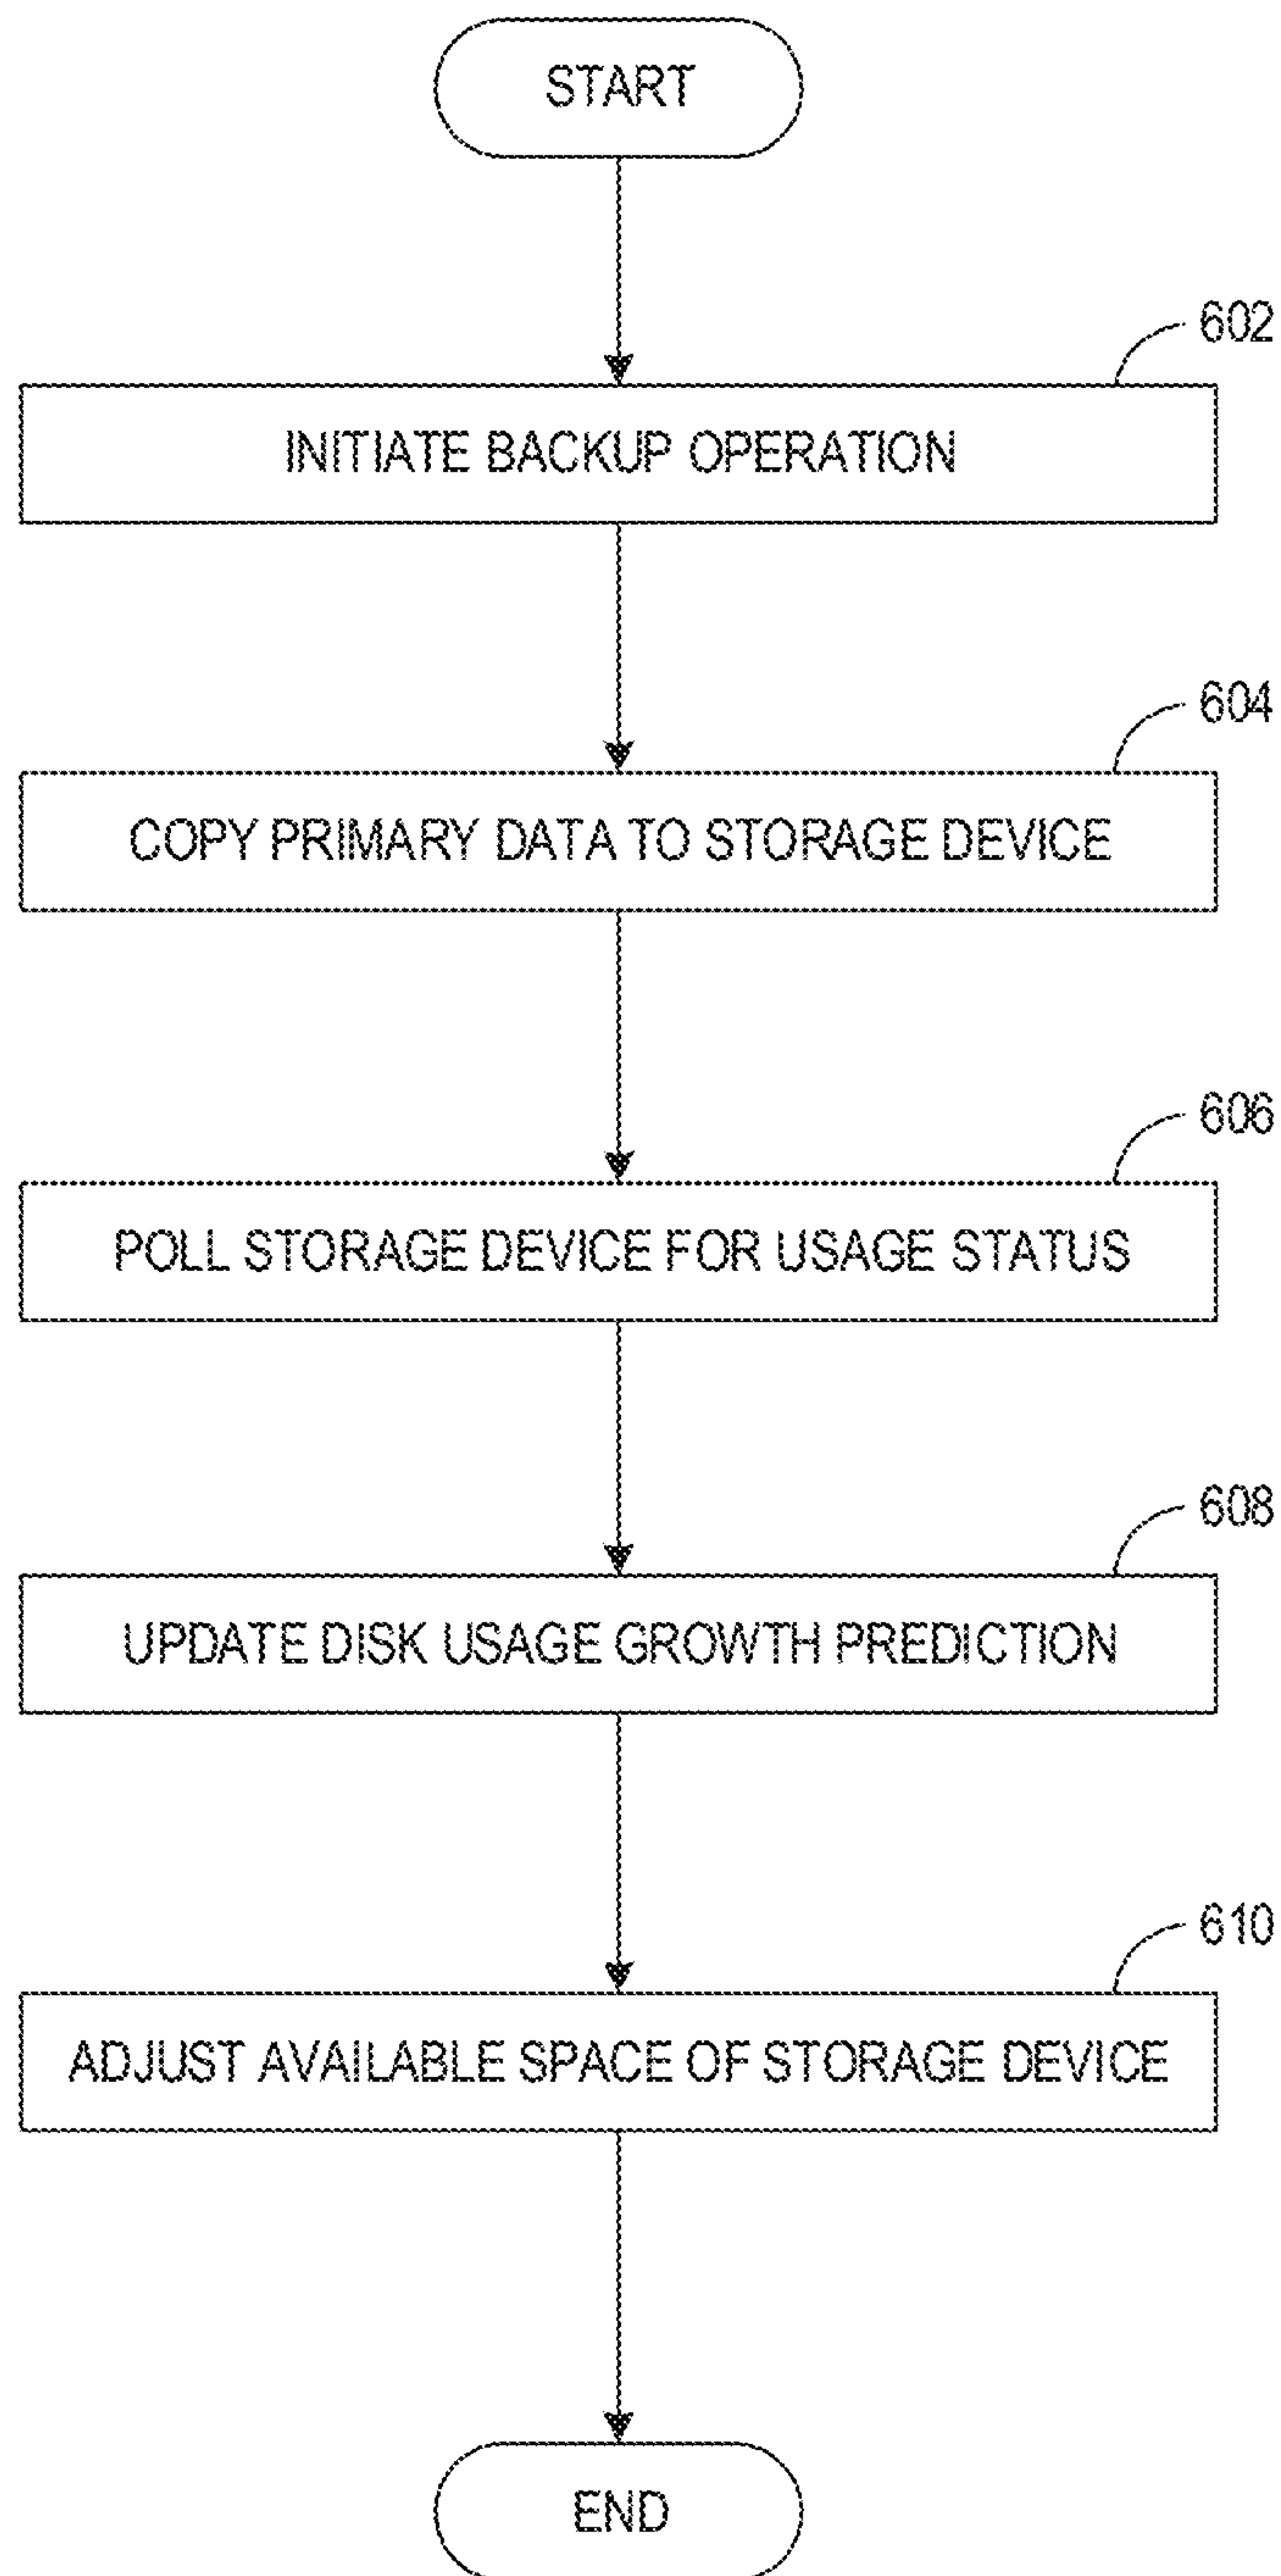 START
602
INITIATE BACKUP OPERATION
604
COPY PRIMARY DATA TO STORAGE DEVICE
606
POLL STORAGE DEVICE FOR USAGE STATUS
608
UPDATE DISK USAGE GROWTH PREDICTION
610
ADJUST AVAILABLE SPACE OF STORAGE DEVICE
END